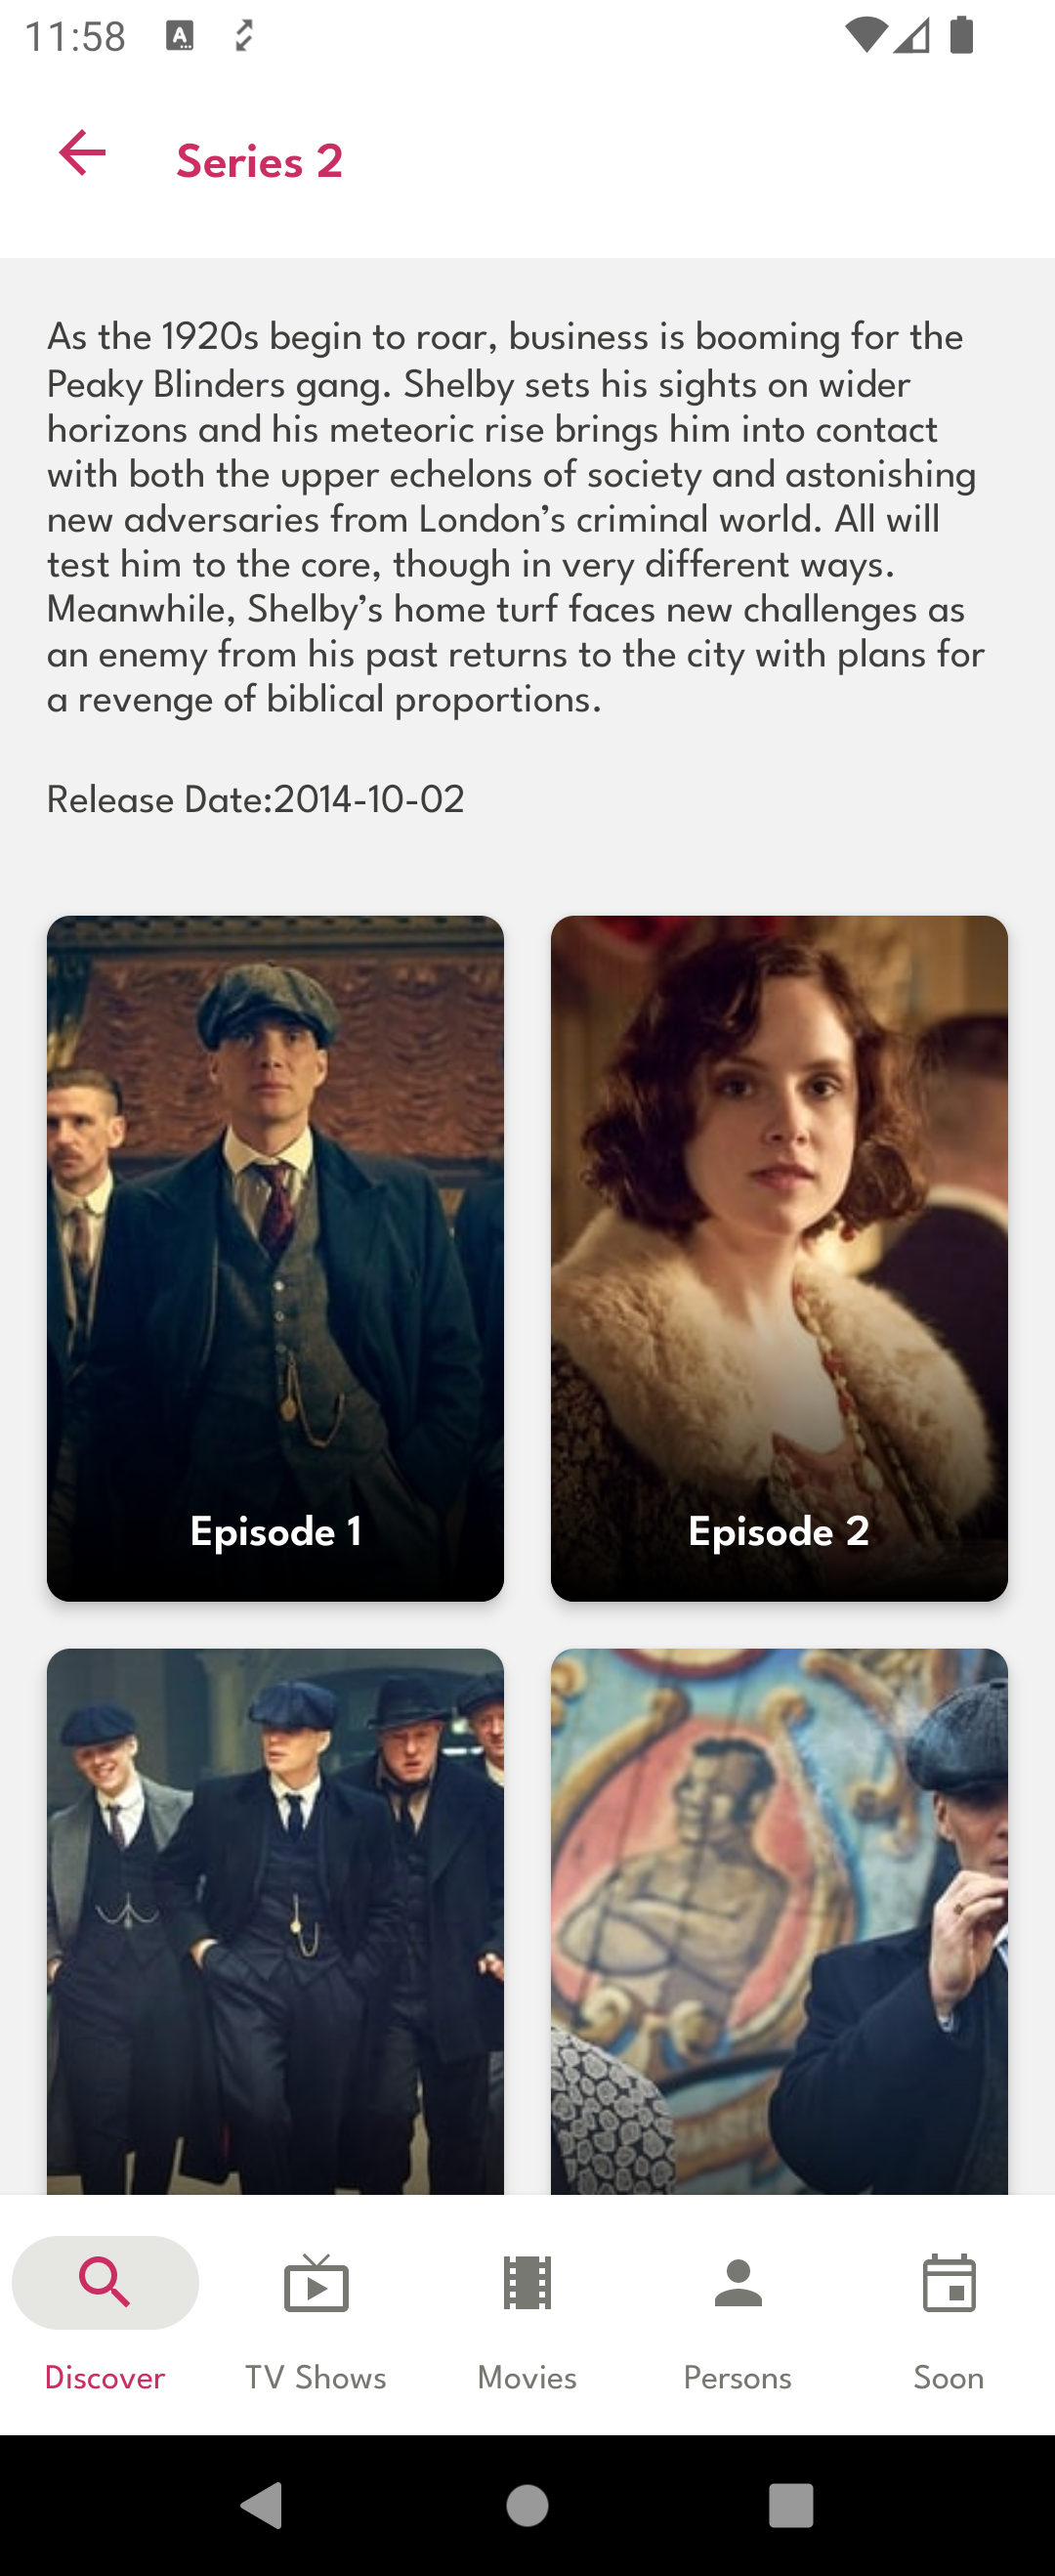 11:58
Series 2
As the 1920s begin to roar, business is booming for the
Peaky Blinders gang. Shelby sets his sights on wider
horizons and his meteoric rise brings him into contact
with both the upper echelons of society and astonishing
new adversaries from London’s criminal world. All will
test him to the core, though in very different ways.
Meanwhile, Shelby’s home turf faces new challenges as
an enemy from his past returns to the city with plans for
a revenge of biblical proportions.
Release Date:2014-10-02
Episode 1
Episode 2
Discover
TV Shows
Movies
Persons
Soon